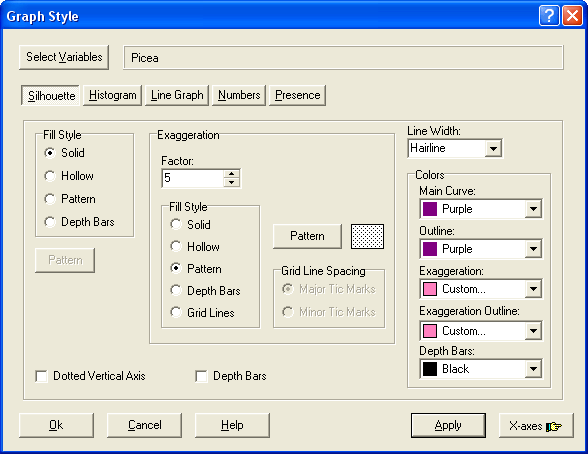 Graph Style
Select Variables
Picea
Silhouette Histogram Line Graph Numbers Presence
Fill Style
Solid
Hollow
Pattern
Depth Bars
Pattern
Exaggeration
Factor:
5
Fill Style
Solid
Hollow
Pattern
Depth Bars
Grid Lines
Pattern
Grid Line Spacing
Major Tic Marks
Minor Tic Marks
Line Width:
Hairline
Colors
Main Curve:
Purple
Outline:
Purple
Exaggeration:
Custom...
Exaggeration Outline:
Custom...
Depth Bars:
Black
Dotted Vertical Axis
Depth Bars
Ok Cancel Help Apply X-axes